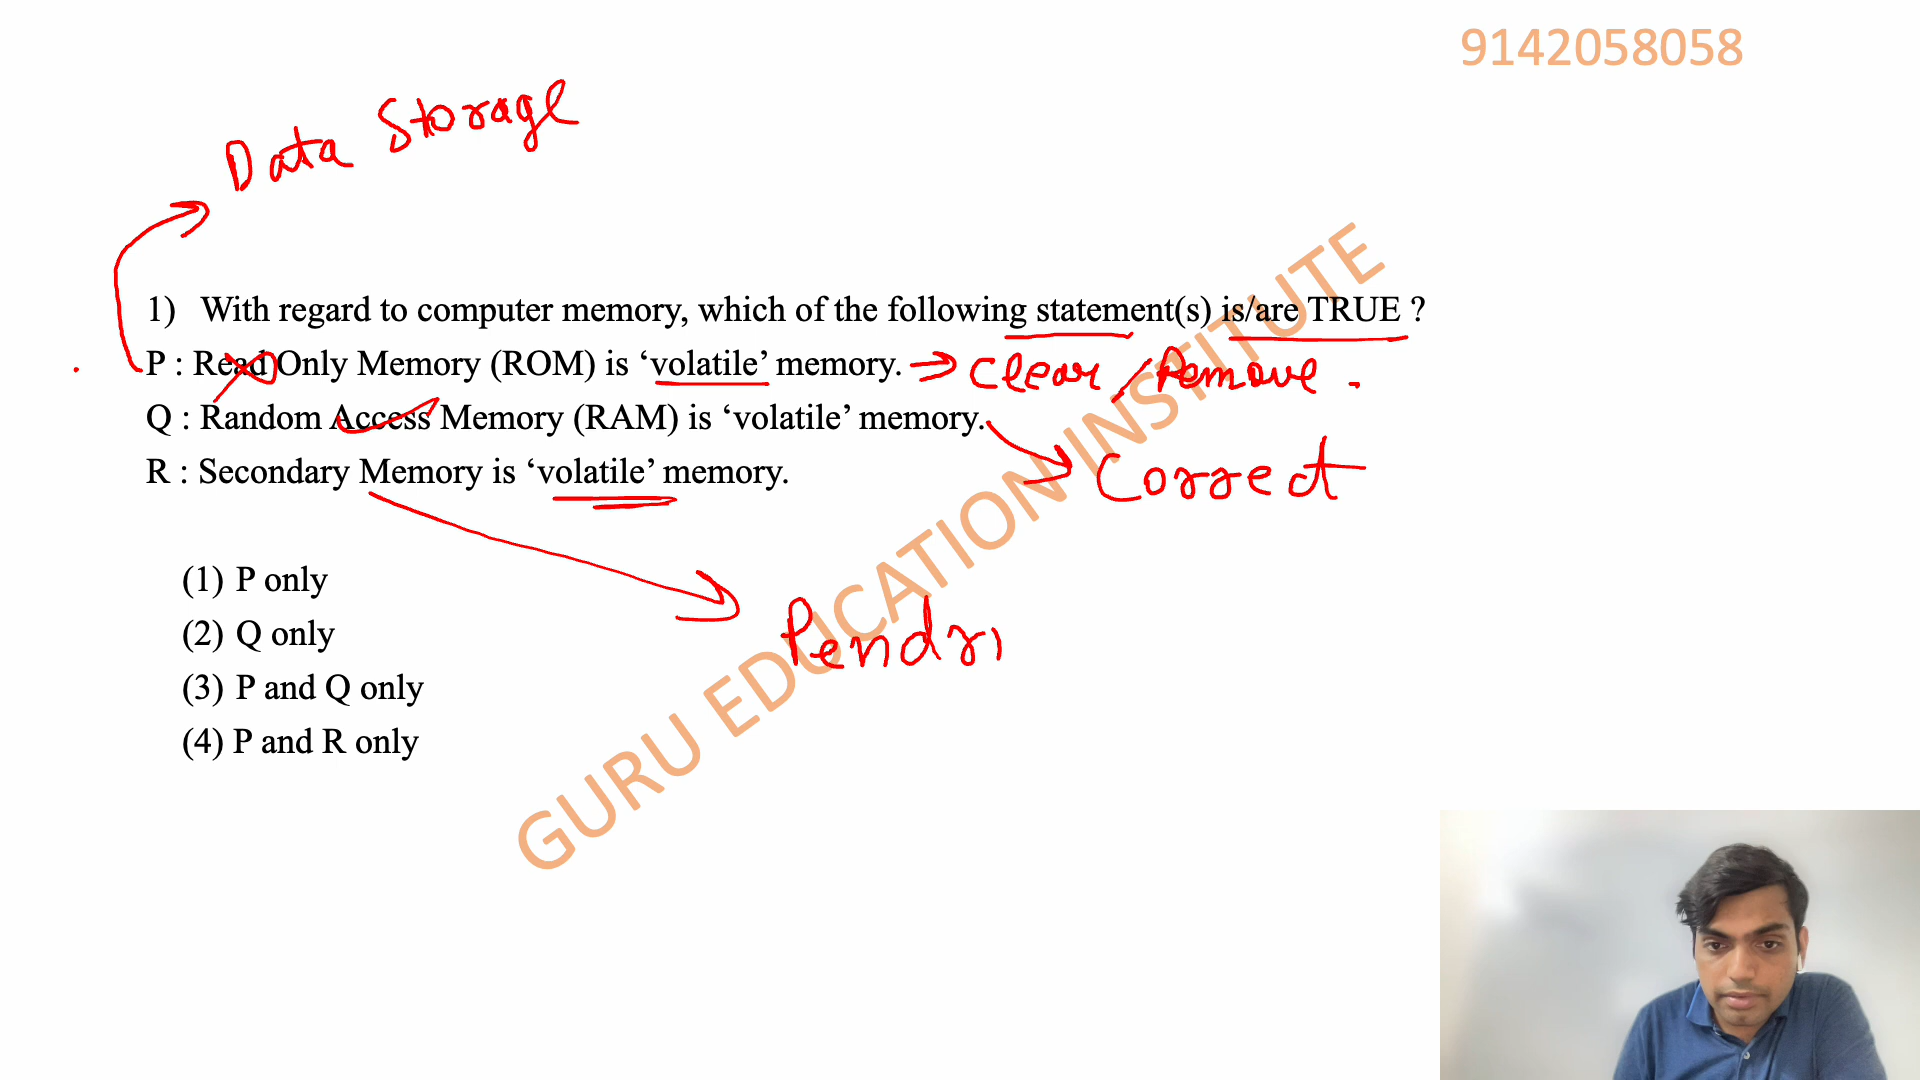 9142058058
Data Storage
1) With regard to computer memory, which of the following statement(s) is/are TRUE ?
P : Read Only Memory (ROM) is ‘volatile’ memory. → Clear / Remove .
Q : Random Access Memory (RAM) is ‘volatile’ memory.
Correct
R : Secondary Memory is ‘volatile’ memory.
(1) P only
Pendri
(2) Q only
(3) P and Q only
(4) P and R only
GURU EDUCATION INSTITUTE